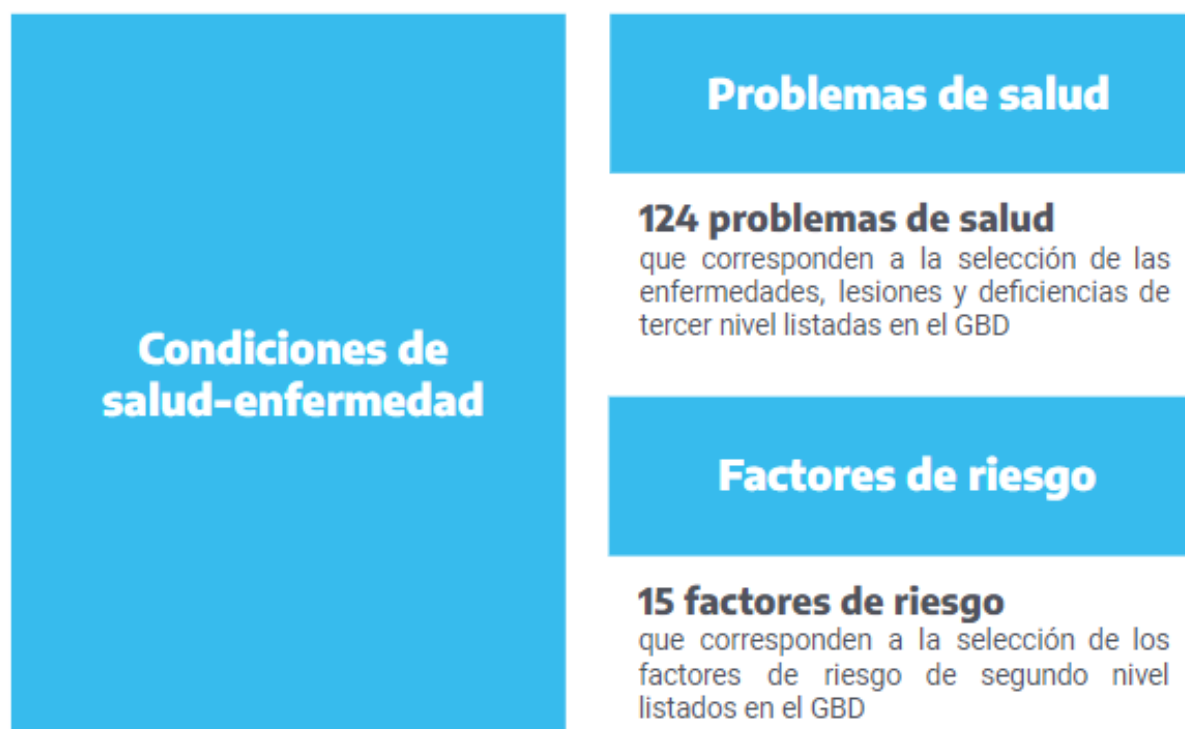 Condiciones de
salud-enfermedad
Problemas de salud
124 problemas de salud
que corresponden a la selección de las
enfermedades, lesiones y deficiencias de
tercer nivel listadas en el GBD
Factores de riesgo
15 factores de riesgo
que corresponden a la selección de los
factores de riesgo de segundo nivel
listados en el GBD